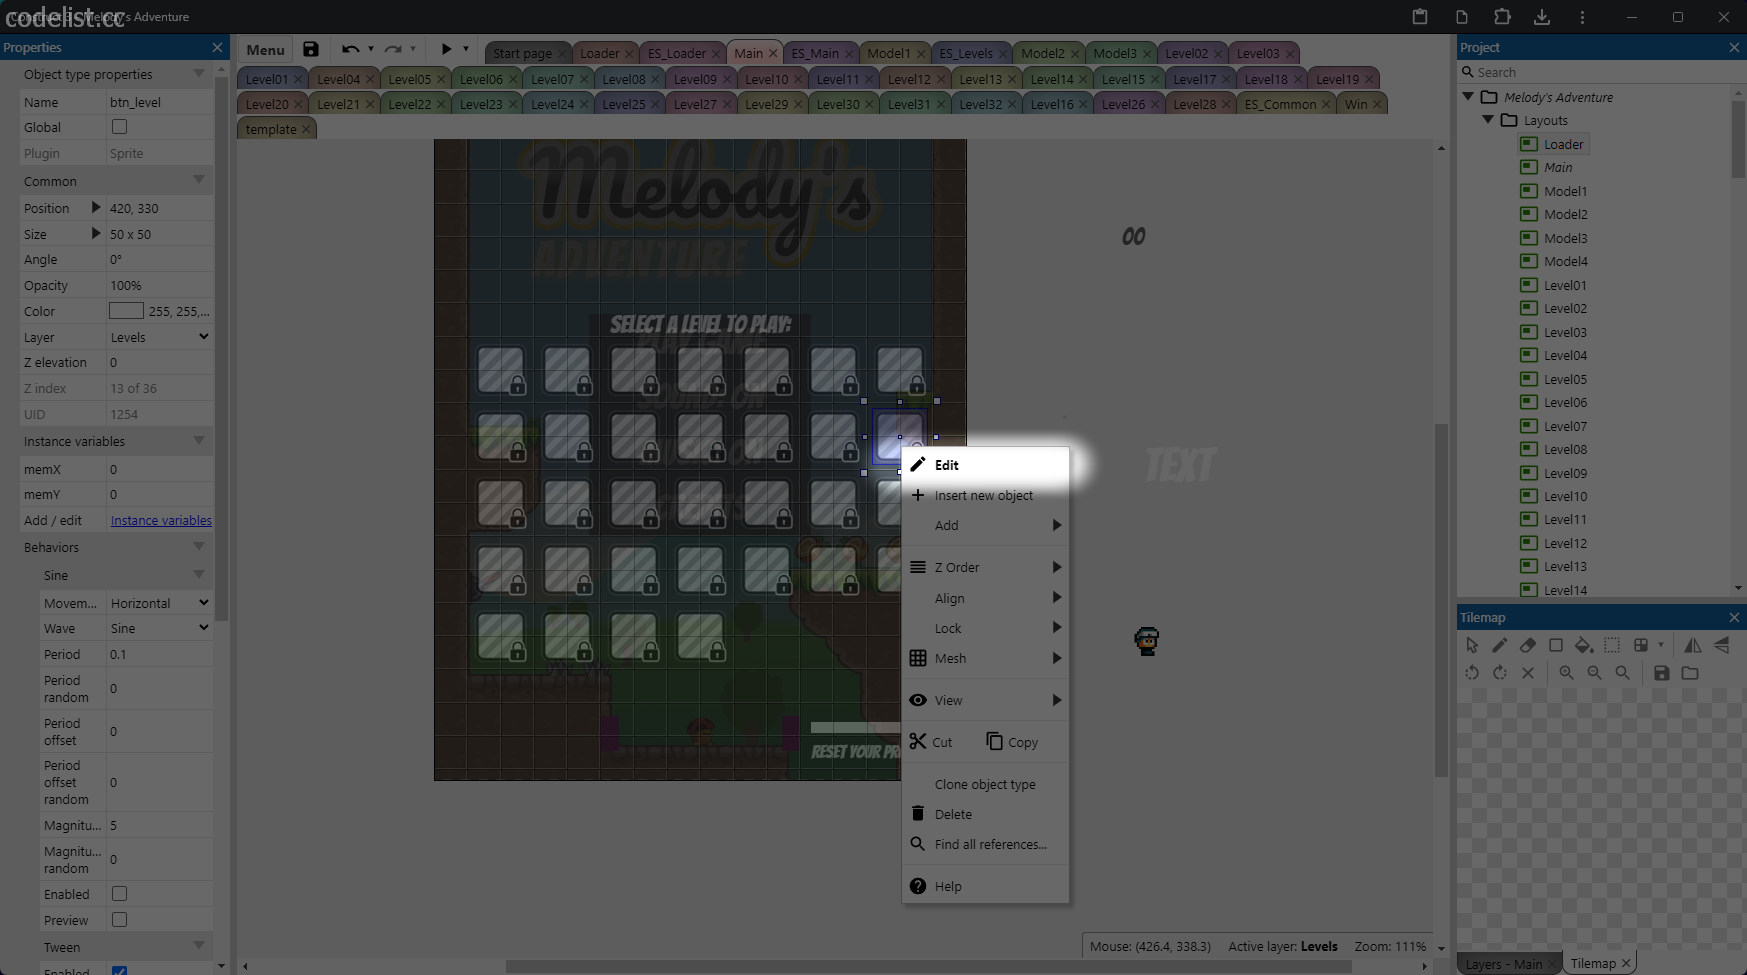 codelist.cc
Melody's Adventure
Properties
Object type properties
Name btn_level
Global
Plugin Sprite
Common
Position 420, 330
Size 50 x 50
Angle 0°
Opacity 100%
Color 255, 255,...
Layer Levels
Z elevation 0
Z index 13 of 36
UID 1254
Instance variables
memX 0
memY 0
Add / edit Instance variables
Behaviors
Sine
Movem... Horizontal
Wave Sine
Period 0.1
Period random 0
Period offset 0
Period offset random 0
Magnitu... 5
Magnitu... random 0
Enabled
Preview
Tween
Enabled
Menu
Start page Loader ES_Loader Main ES_Main Model1 ES_Levels Model2 Model3 Level02 Level03
Level01 Level04 Level05 Level06 Level07 Level08 Level09 Level10 Level11 Level12 Level13 Level14 Level15 Level17 Level18 Level19
Level20 Level21 Level22 Level23 Level24 Level25 Level27 Level29 Level30 Level31 Level32 Level16 Level26 Level28 ES_Common Win
template
Melody's
ADVENTURE
SELECT A LEVEL TO PLAY:
00
TEXT
RESET YOUR
Edit
Insert new object
Add
Z Order
Align
Lock
Mesh
View
Cut Copy
Clone object type
Delete
Find all references...
Help
Mouse: (426.4, 338.3) Active layer: Levels Zoom: 111%
Project
Search
Melody's Adventure
Layouts
Loader
Main
Model1
Model2
Model3
Model4
Level01
Level02
Level03
Level04
Level05
Level06
Level07
Level08
Level09
Level10
Level11
Level12
Level13
Level14
Tilemap
Layers - Main Tilemap